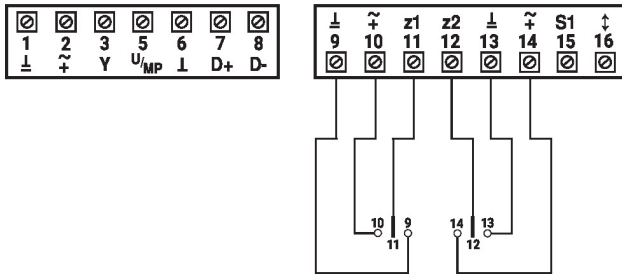 1 2 3 5 6 7 8
⏚ ≂ Y U/MP ⊥ D+ D-
⏚ ≂ z1 z2 ⏚ ≂ S1 ↕
9 10 11 12 13 14 15 16
10 9 14 13
11 12